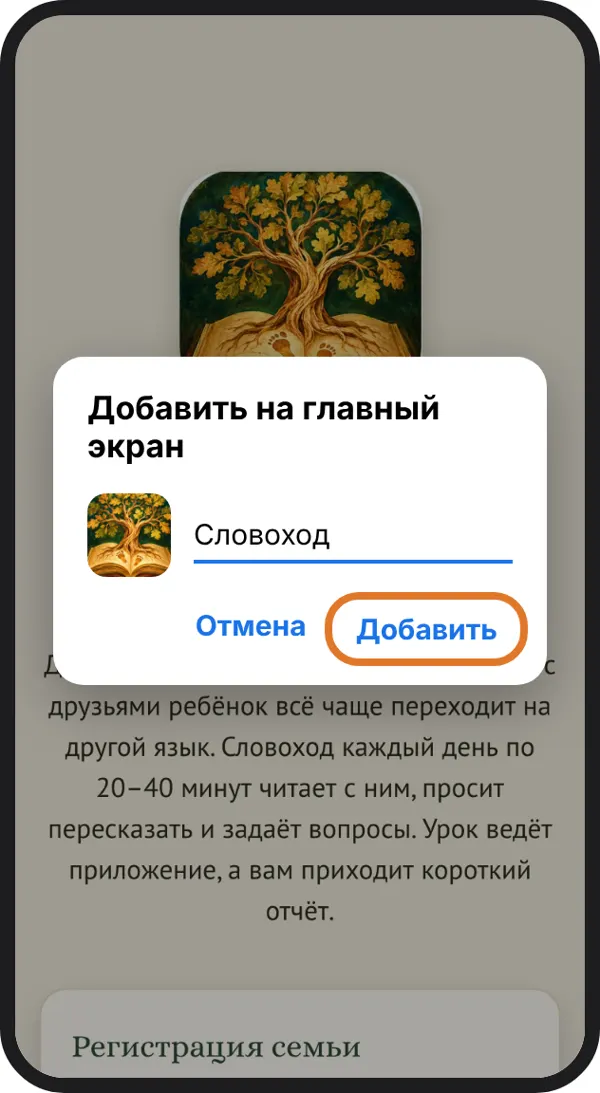 Добавить на главный
экран
Словоход
Отмена
Добавить
друзьями ребёнок всё чаще переходит на
другой язык. Словоход каждый день по
20–40 минут читает с ним, просит
пересказать и задаёт вопросы. Урок ведёт
приложение, а вам приходит короткий
отчёт.
Регистрация семьи